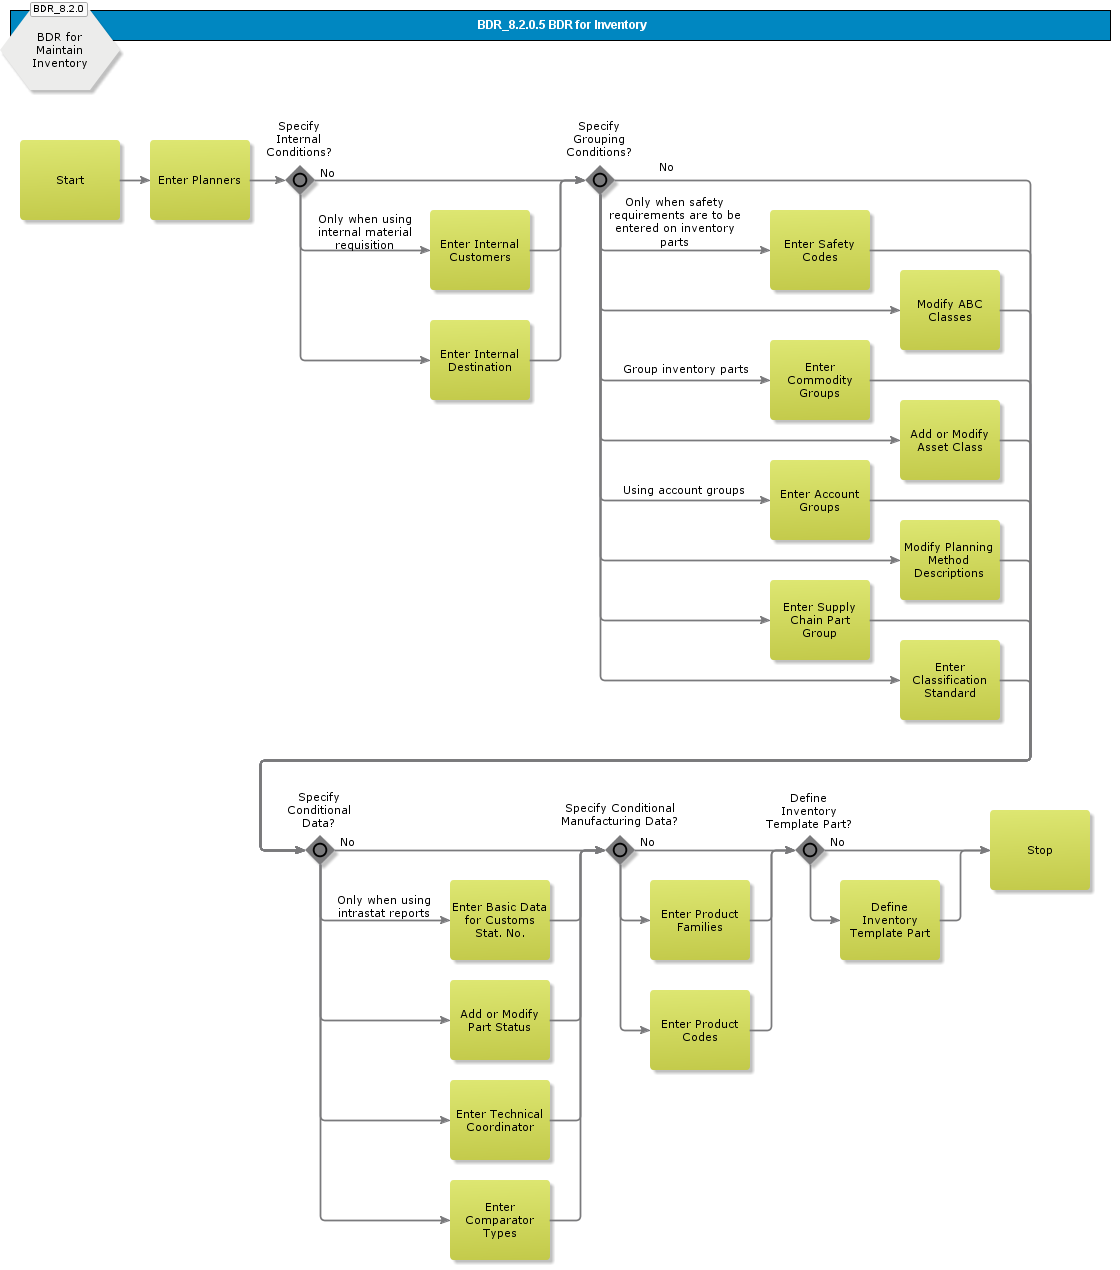 BDR_8.2.0
BDR_8.2.0.5 BDR for Inventory
BDR for
Maintain
Inventory
Start
Enter Planners
Specify
Internal
Conditions?
No
Only when using
internal material
requisition
Enter Internal
Customers
Enter Internal
Destination
Specify
Grouping
Conditions?
No
Only when safety
requirements are to be
entered on inventory
parts
Enter Safety
Codes
Modify ABC
Classes
Group inventory parts
Enter
Commodity
Groups
Add or Modify
Asset Class
Using account groups
Enter Account
Groups
Modify Planning
Method
Descriptions
Enter Supply
Chain Part
Group
Enter
Classification
Standard
Specify
Conditional
Data?
No
Only when using
intrastat reports
Enter Basic Data
for Customs
Stat. No.
Add or Modify
Part Status
Enter Technical
Coordinator
Enter
Comparator
Types
Specify Conditional
Manufacturing Data?
No
Enter Product
Families
Enter Product
Codes
Define
Inventory
Template Part?
No
Define
Inventory
Template Part
Stop